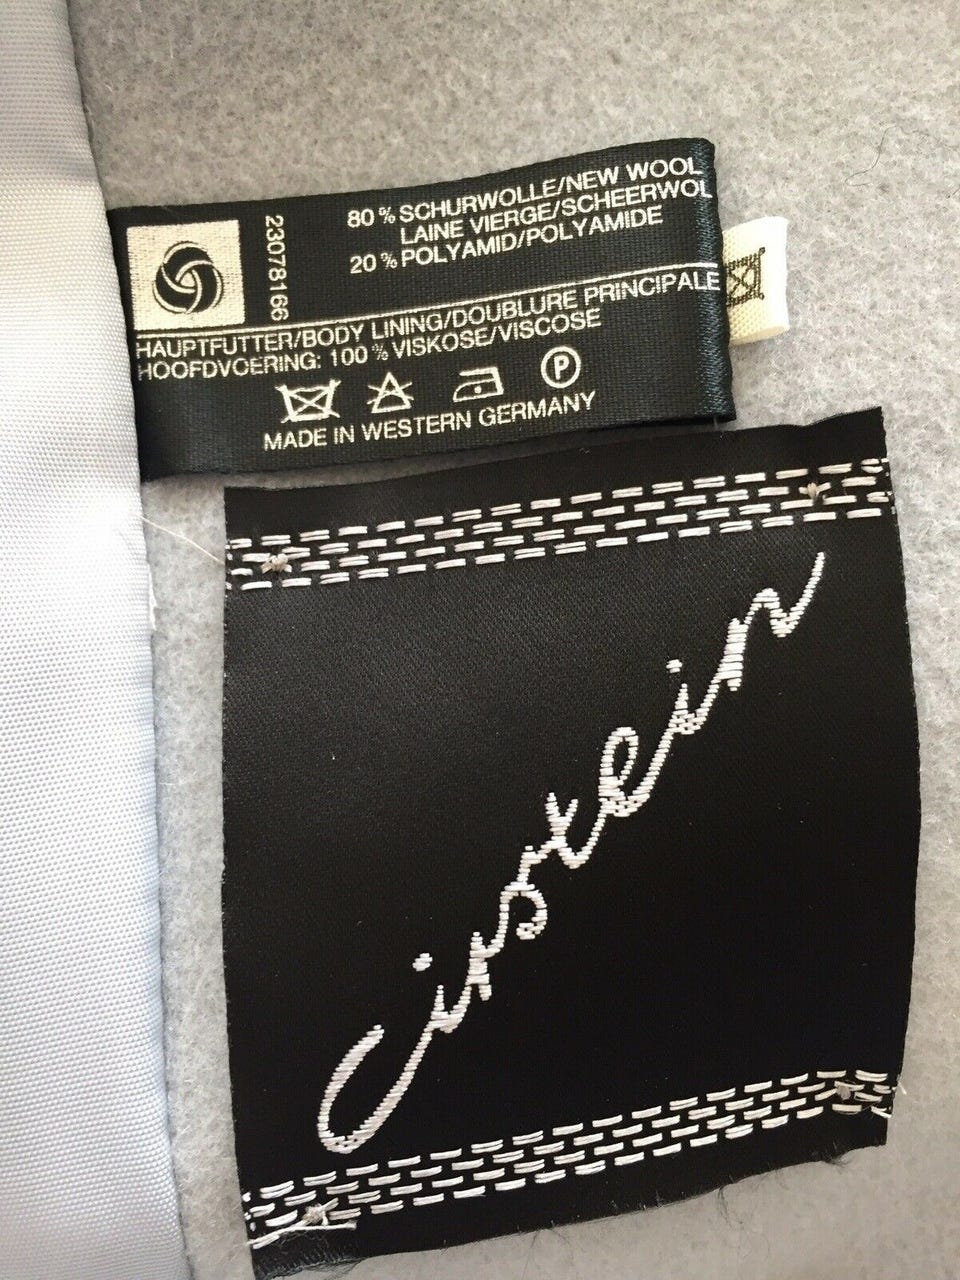 23078166
80% SCHURWOLLE/NEW WOOL
LAINE VIERGE/SCHEERWOL
20% POLYAMID/POLYAMIDE
HAUPTFUTTER/BODY LINING/DOUBLURE PRINCIPALE
HOOFDVOERING: 100% VISKOSE/VISCOSE
P
MADE IN WESTERN GERMANY
Cinstein